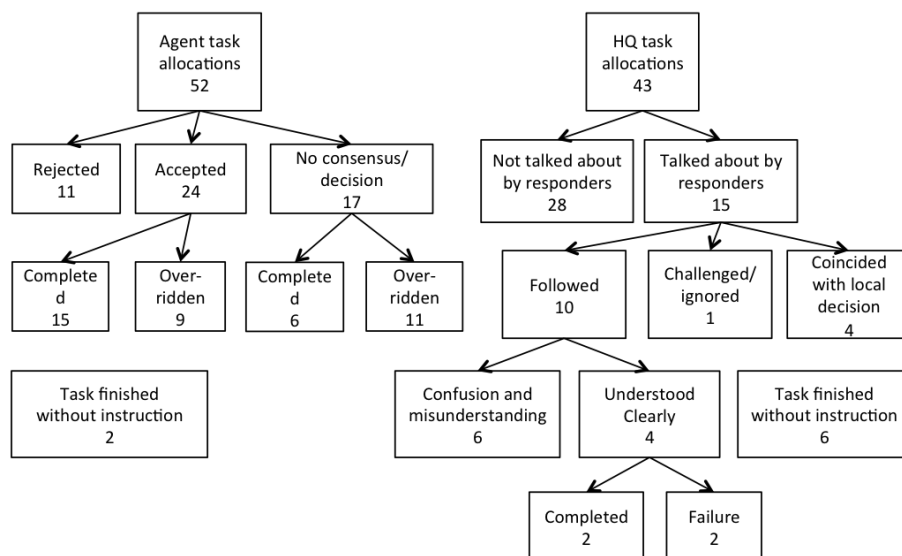 Agent task
allocations
52
HQ task
allocations
43
Rejected
11
Accepted
24
No consensus/
decision
17
Not talked about
by responders
28
Talked about by
responders
15
Complete
d
15
Over-
ridden
9
Complete
d
6
Over-
ridden
11
Followed
10
Challenged/
ignored
1
Coincided
with local
decision
4
Task finished
without instruction
2
Confusion and
misunderstanding
6
Understood
Clearly
4
Task finished
without instruction
6
Completed
2
Failure
2